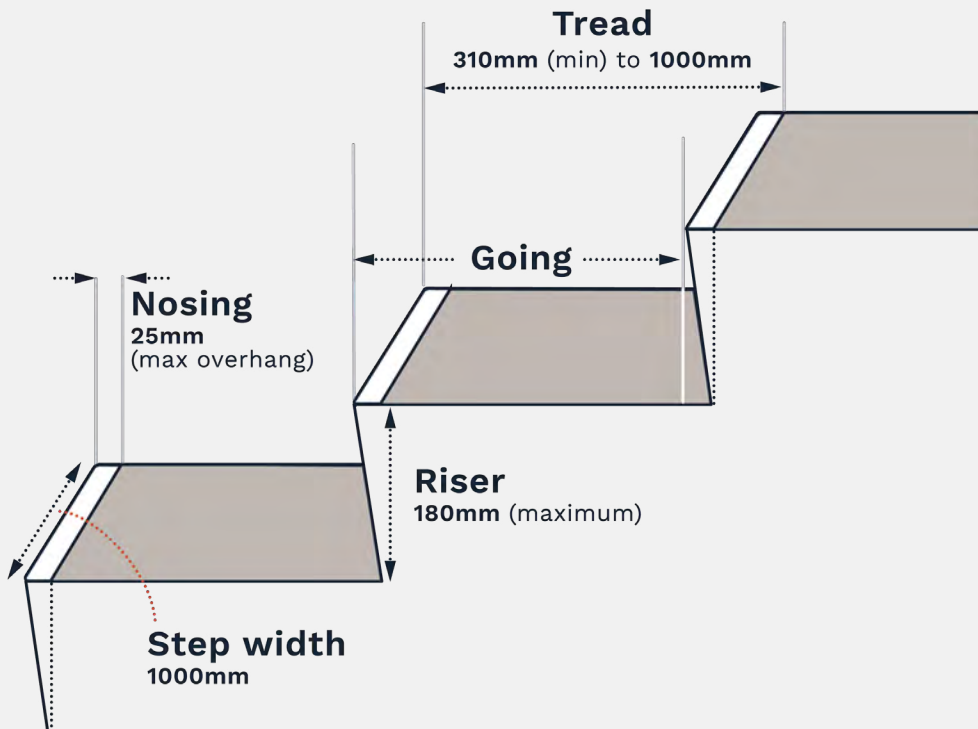 Tread
310mm (min) to 1000mm
Going
Nosing
25mm
(max overhang)
Riser
180mm (maximum)
Step width
1000mm